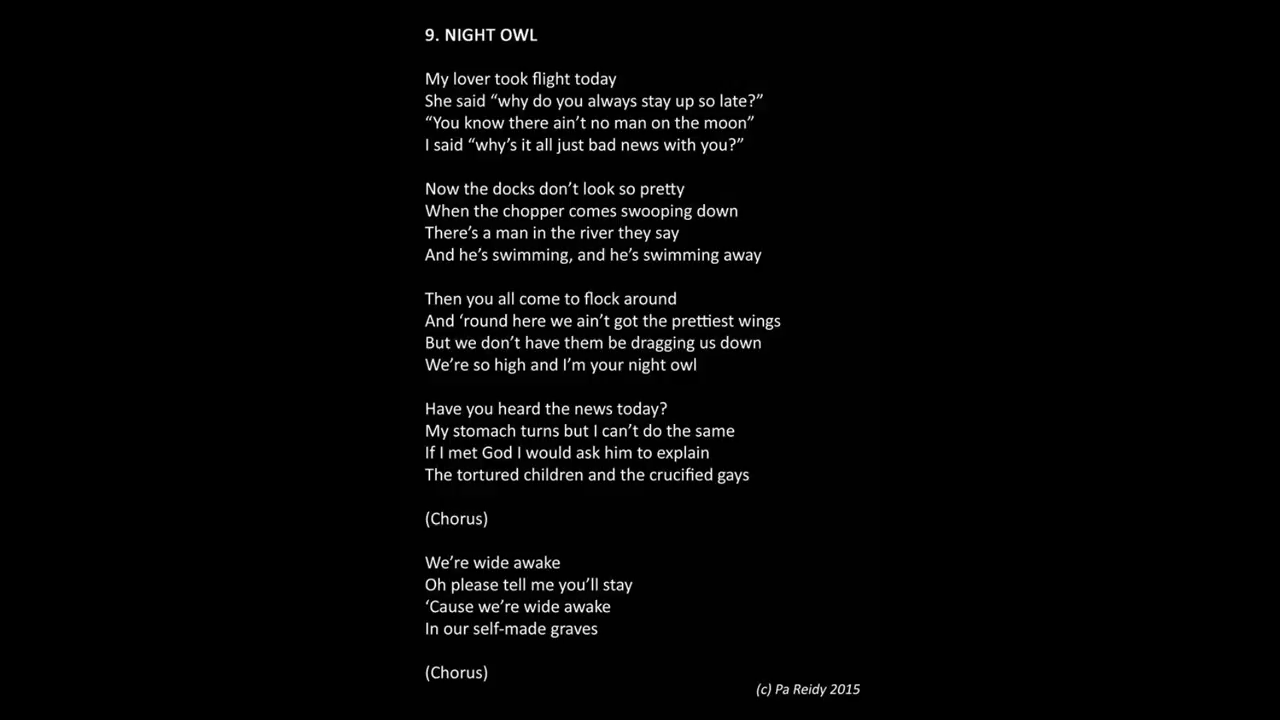 9. NIGHT OWL
My lover took flight today
She said “why do you always stay up so late?”
“You know there ain’t no man on the moon”
I said “why’s it all just bad news with you?”
Now the docks don’t look so pretty
When the chopper comes swooping down
There’s a man in the river they say
And he’s swimming, and he’s swimming away
Then you all come to flock around
And ‘round here we ain’t got the prettiest wings
But we don’t have them be dragging us down
We’re so high and I’m your night owl
Have you heard the news today?
My stomach turns but I can’t do the same
If I met God I would ask him to explain
The tortured children and the crucified gays
(Chorus)
We’re wide awake
Oh please tell me you’ll stay
‘Cause we’re wide awake
In our self-made graves
(Chorus)
(c) Pa Reidy 2015